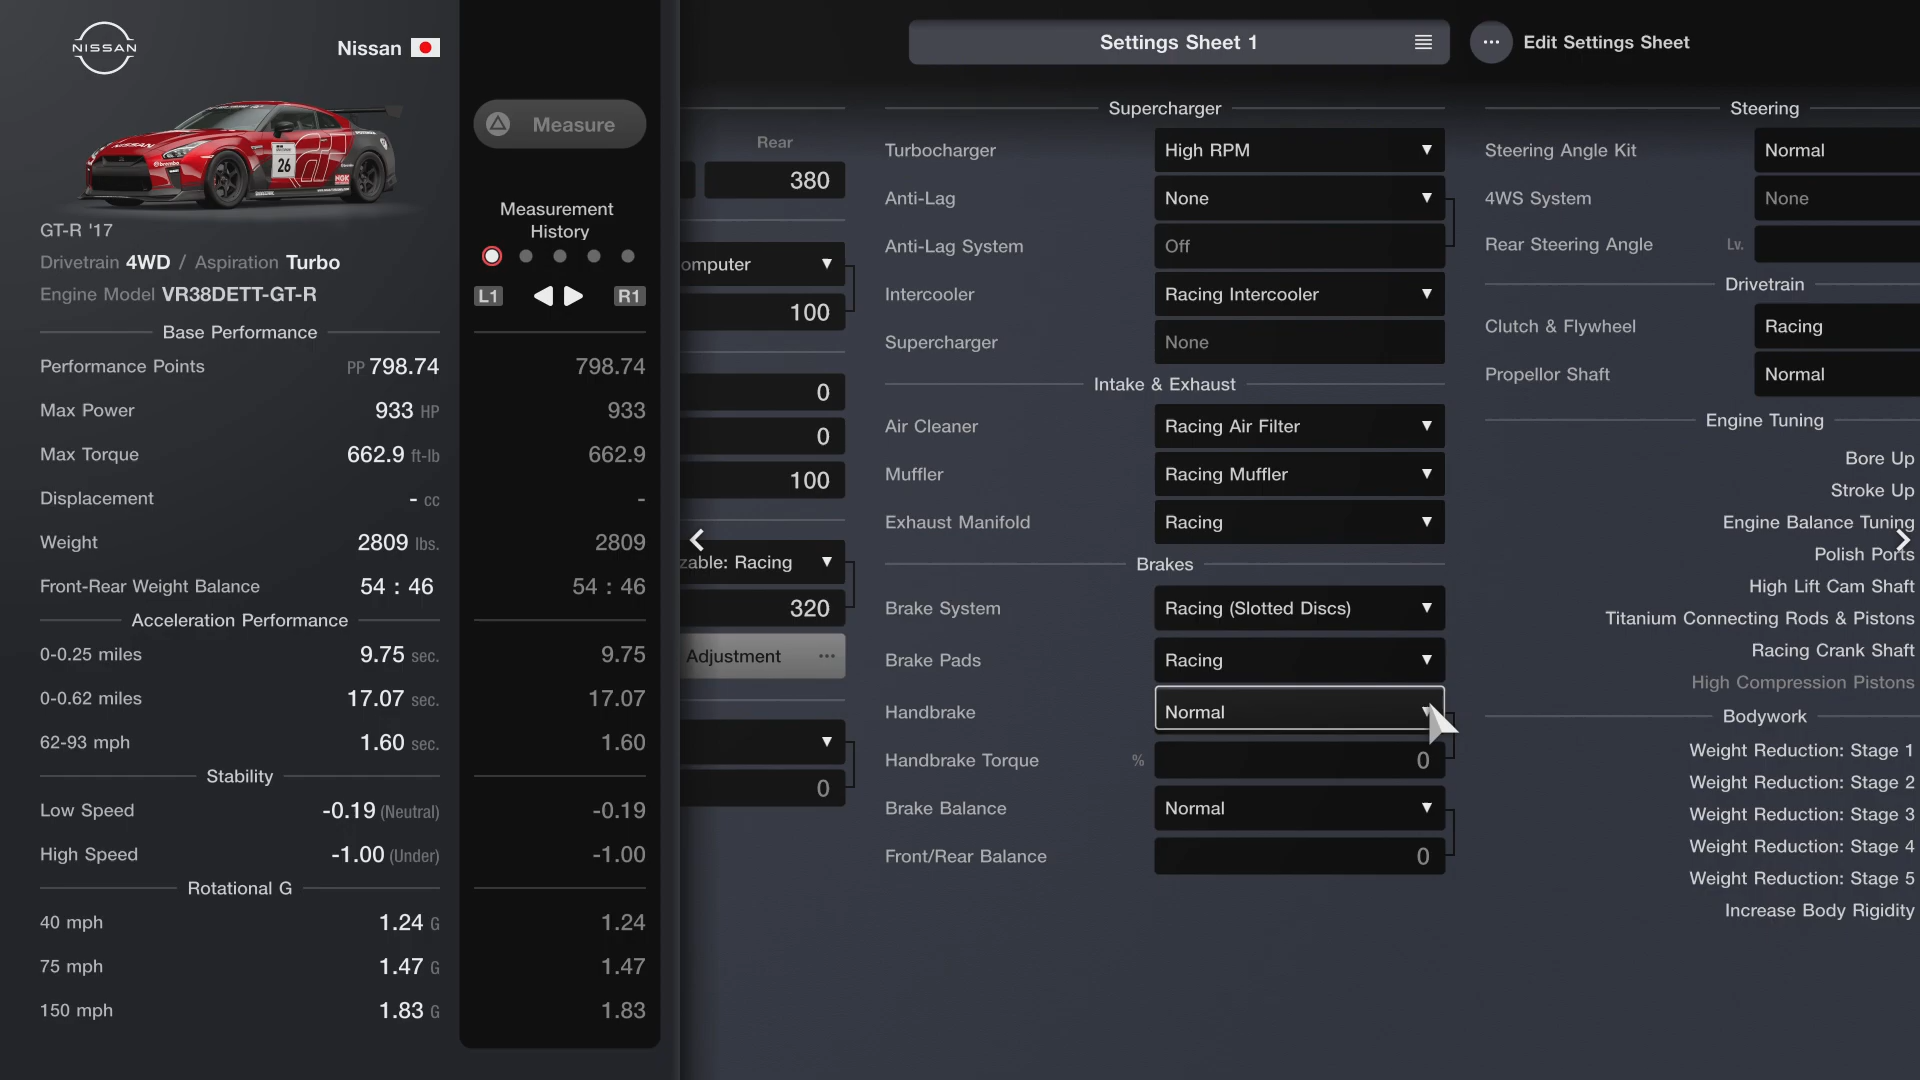 NISSAN
Nissan
GT-R '17
Drivetrain 4WD / Aspiration Turbo
Engine Model VR38DETT-GT-R
Base Performance
Performance Points PP 798.74
Max Power 933 HP
Max Torque 662.9 ft-lb
Displacement - cc
Weight 2809 lbs.
Front-Rear Weight Balance 54 : 46
Acceleration Performance
0-0.25 miles 9.75 sec.
0-0.62 miles 17.07 sec.
62-93 mph 1.60 sec.
Stability
Low Speed -0.19 (Neutral)
High Speed -1.00 (Under)
Rotational G
40 mph 1.24 G
75 mph 1.47 G
150 mph 1.83 G
Measure
Measurement
History
L1 R1
798.74
933
662.9
-
2809
54 : 46
9.75
17.07
1.60
-0.19
-1.00
1.24
1.47
1.83
Settings Sheet 1
Edit Settings Sheet
Rear
380
omputer
100
0
0
100
zable: Racing
320
Adjustment
0
Supercharger
Turbocharger High RPM
Anti-Lag None
Anti-Lag System Off
Intercooler Racing Intercooler
Supercharger None
Intake & Exhaust
Air Cleaner Racing Air Filter
Muffler Racing Muffler
Exhaust Manifold Racing
Brakes
Brake System Racing (Slotted Discs)
Brake Pads Racing
Handbrake Normal
Handbrake Torque % 0
Brake Balance Normal
Front/Rear Balance 0
Steering
Steering Angle Kit Normal
4WS System None
Rear Steering Angle Lv.
Drivetrain
Clutch & Flywheel Racing
Propellor Shaft Normal
Engine Tuning
Bore Up
Stroke Up
Engine Balance Tuning
Polish Ports
High Lift Cam Shaft
Titanium Connecting Rods & Pistons
Racing Crank Shaft
High Compression Pistons
Bodywork
Weight Reduction: Stage 1
Weight Reduction: Stage 2
Weight Reduction: Stage 3
Weight Reduction: Stage 4
Weight Reduction: Stage 5
Increase Body Rigidity
NISSAN
brembo
26
NGK